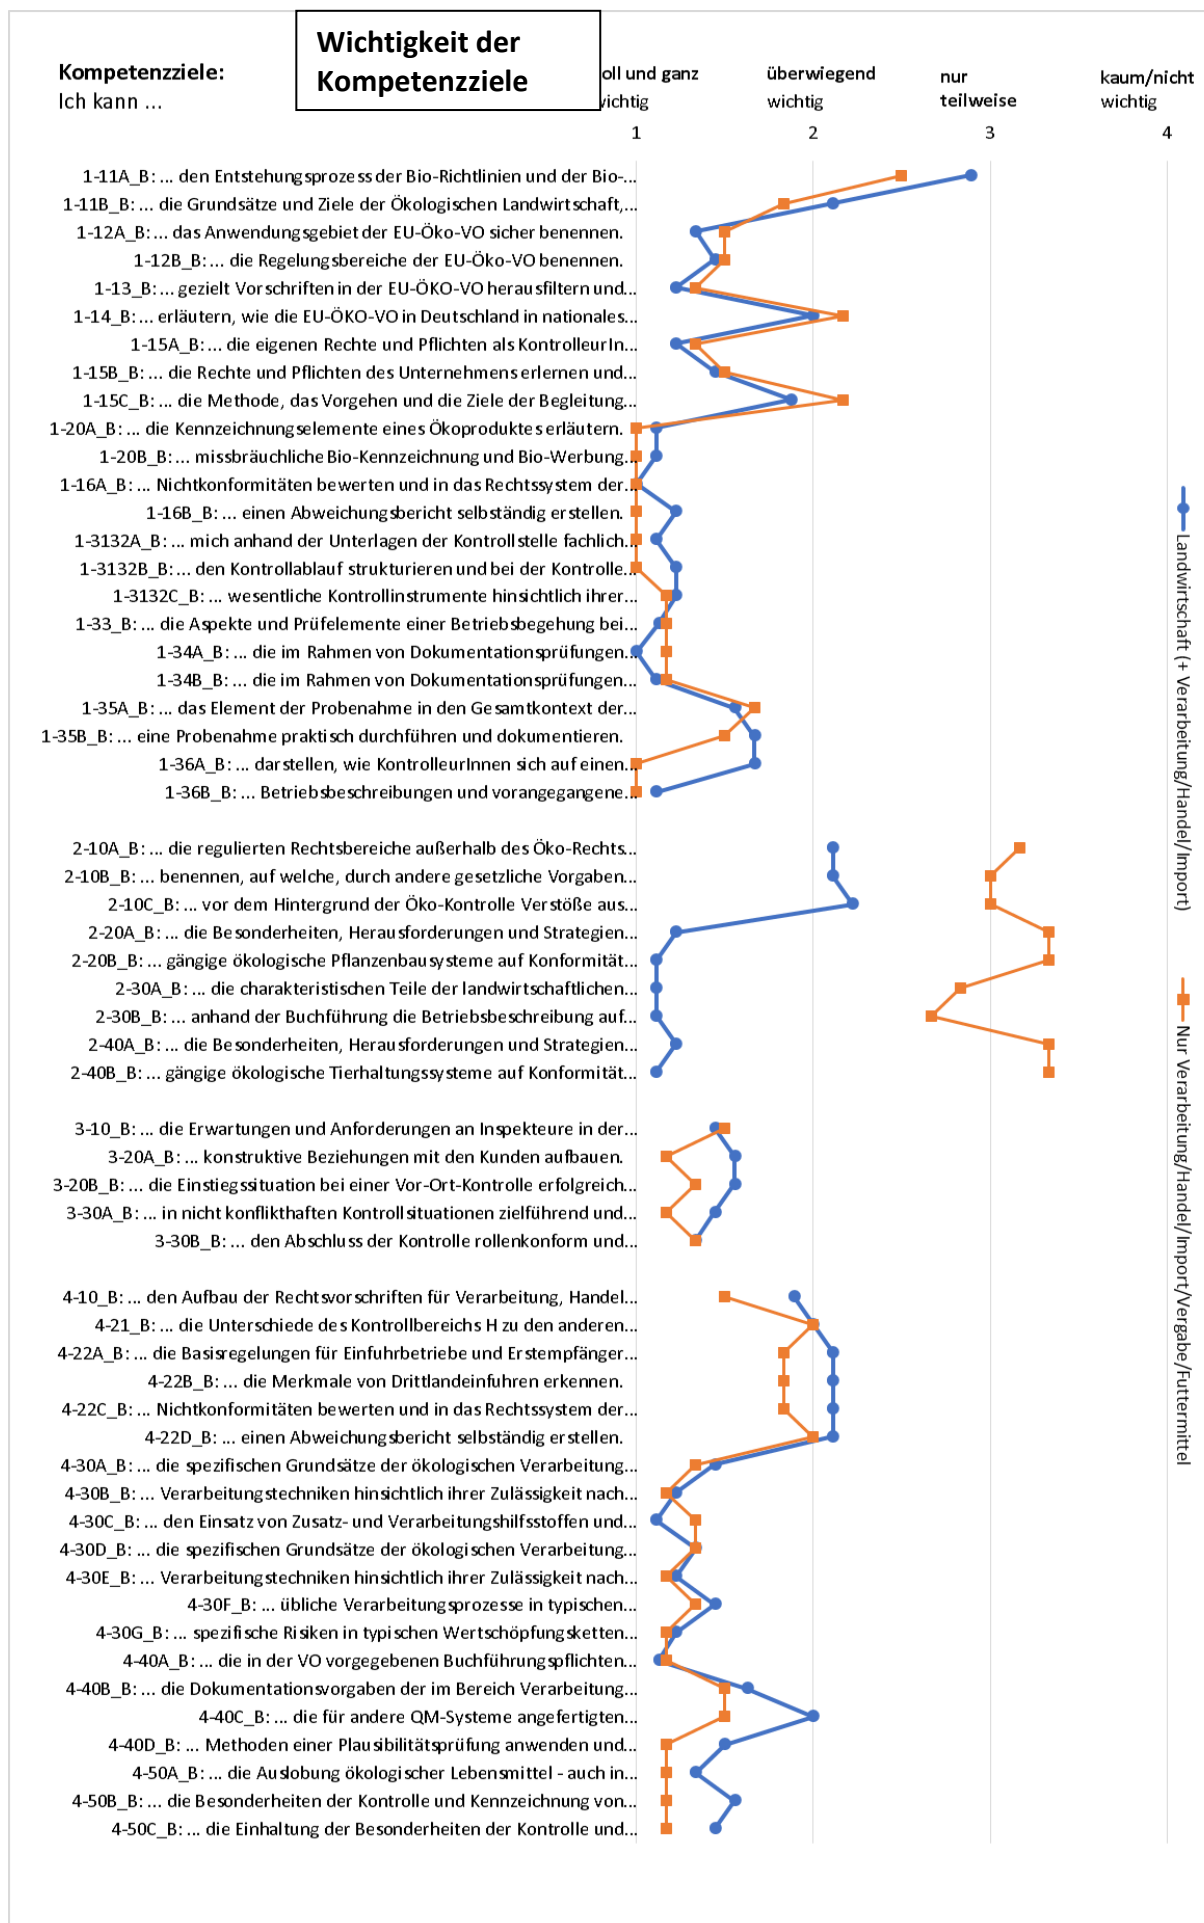 Wichtigkeit der
Kompetenzziele
Kompetenzziele:
Ich kann ...
oll und ganz
wichtig
überwiegend
wichtig
nur
teilweise
kaum/nicht
wichtig
1
2
3
4
1-11A_B: ... den Entstehungsprozess der Bio-Richtlinien und der Bio-...
1-11B_B: ... die Grundsätze und Ziele der Ökologischen Landwirtschaft,...
1-12A_B: ... das Anwendungsgebiet der EU-Öko-VO sicher benennen.
1-12B_B: ... die Regelungsbereiche der EU-Öko-VO benennen.
1-13_B: ... gezielt Vorschriften in der EU-ÖKO-VO herausfiltern und...
1-14_B: ... erläutern, wie die EU-ÖKO-VO in Deutschland in nationales...
1-15A_B: ... die eigenen Rechte und Pflichten als KontrolleurIn...
1-15B_B: ... die Rechte und Pflichten des Unternehmens erlernen und...
1-15C_B: ... die Methode, das Vorgehen und die Ziele der Begleitung...
1-20A_B: ... die Kennzeichnungselemente eines Ökoproduktes erläutern.
1-20B_B: ... missbräuchliche Bio-Kennzeichnung und Bio-Werbung...
1-16A_B: ... Nichtkonformitäten bewerten und in das Rechtssystem der...
1-16B_B: ... einen Abweichungsbericht selbständig erstellen.
1-3132A_B: ... mich anhand der Unterlagen der Kontrollstelle fachlich...
1-3132B_B: ... den Kontrollablauf strukturieren und bei der Kontrolle...
1-3132C_B: ... wesentliche Kontrollinstrumente hinsichtlich ihrer...
1-33_B: ... die Aspekte und Prüfelemente einer Betriebsbegehung bei...
1-34A_B: ... die im Rahmen von Dokumentationsprüfungen...
1-34B_B: ... die im Rahmen von Dokumentationsprüfungen...
1-35A_B: ... das Element der Probenahme in den Gesamtkontext der...
1-35B_B: ... eine Probenahme praktisch durchführen und dokumentieren.
1-36A_B: ... darstellen, wie KontrolleurInnen sich auf einen...
1-36B_B: ... Betriebsbeschreibungen und vorangegangene...
2-10A_B: ... die regulierten Rechtsbereiche außerhalb des Öko-Rechts...
2-10B_B: ... benennen, auf welche, durch andere gesetzliche Vorgaben...
2-10C_B: ... vor dem Hintergrund der Öko-Kontrolle Verstöße aus...
2-20A_B: ... die Besonderheiten, Herausforderungen und Strategien...
2-20B_B: ... gängige ökologische Pflanzenbausysteme auf Konformität...
2-30A_B: ... die charakteristischen Teile der landwirtschaftlichen...
2-30B_B: ... anhand der Buchführung die Betriebsbeschreibung auf...
2-40A_B: ... die Besonderheiten, Herausforderungen und Strategien...
2-40B_B: ... gängige ökologische Tierhaltungssysteme auf Konformität...
3-10_B: ... die Erwartungen und Anforderungen an Inspekteure in der...
3-20A_B: ... konstruktive Beziehungen mit den Kunden aufbauen.
3-20B_B: ... die Einstiegssituation bei einer Vor-Ort-Kontrolle erfolgreich...
3-30A_B: ... in nicht konflikthaften Kontrollsituationen zielführend und...
3-30B_B: ... den Abschluss der Kontrolle rollenkonform und...
4-10_B: ... den Aufbau der Rechtsvorschriften für Verarbeitung, Handel...
4-21_B: ... die Unterschiede des Kontrollbereichs H zu den anderen...
4-22A_B: ... die Basisregelungen für Einfuhrbetriebe und Erstempfänger...
4-22B_B: ... die Merkmale von Drittlandeinfuhren erkennen.
4-22C_B: ... Nichtkonformitäten bewerten und in das Rechtssystem der...
4-22D_B: ... einen Abweichungsbericht selbständig erstellen.
4-30A_B: ... die spezifischen Grundsätze der ökologischen Verarbeitung...
4-30B_B: ... Verarbeitungstechniken hinsichtlich ihrer Zulässigkeit nach...
4-30C_B: ... den Einsatz von Zusatz- und Verarbeitungshilfsstoffen und...
4-30D_B: ... die spezifischen Grundsätze der ökologischen Verarbeitung...
4-30E_B: ... Verarbeitungstechniken hinsichtlich ihrer Zulässigkeit nach...
4-30F_B: ... übliche Verarbeitungsprozesse in typischen...
4-30G_B: ... spezifische Risiken in typischen Wertschöpfungsketten...
4-40A_B: ... die in der VO vorgegebenen Buchführungspflichten...
4-40B_B: ... die Dokumentationsvorgaben der im Bereich Verarbeitung...
4-40C_B: ... die für andere QM-Systeme angefertigten...
4-40D_B: ... Methoden einer Plausibilitätsprüfung anwenden und...
4-50A_B: ... die Auslobung ökologischer Lebensmittel - auch in...
4-50B_B: ... die Besonderheiten der Kontrolle und Kennzeichnung von...
4-50C_B: ... die Einhaltung der Besonderheiten der Kontrolle und...
Landwirtschaft (+ Verarbeitung/Handel/Import)
Nur Verarbeitung/Handel/Import/Vergabe/Futtermittel